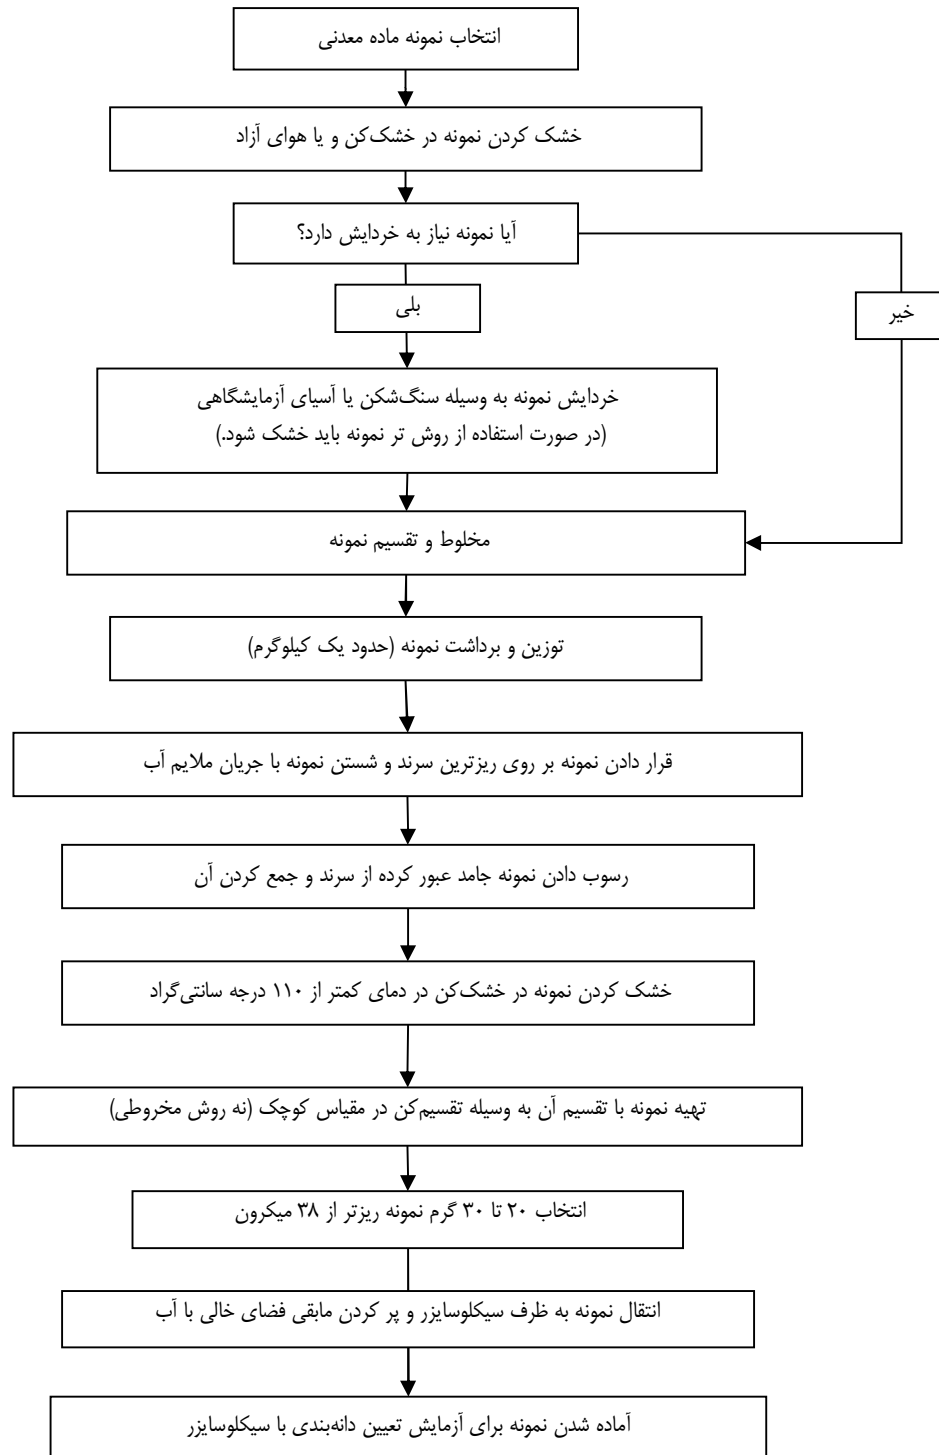 انتخاب نمونه ماده معدنی
خشک کردن نمونه در خشک‌کن و یا هوای آزاد
آیا نمونه نیاز به خردایش دارد؟
بلی
خیر
خردایش نمونه به وسیله سنگ‌شکن یا آسیای آزمایشگاهی
(در صورت استفاده از روش تر نمونه باید خشک شود.)
مخلوط و تقسیم نمونه
توزین و برداشت نمونه (حدود یک کیلوگرم)
قرار دادن نمونه بر روی ریزترین سرند و شستن نمونه با جریان ملایم آب
رسوب دادن نمونه جامد عبور کرده از سرند و جمع کردن آن
خشک کردن نمونه در خشک‌کن در دمای کمتر از ۱۱۰ درجه سانتی‌گراد
تهیه نمونه با تقسیم آن به وسیله تقسیم‌کن در مقیاس کوچک (نه روش مخروطی)
انتخاب ۲۰ تا ۳۰ گرم نمونه ریزتر از ۳۸ میکرون
انتقال نمونه به ظرف سیکلوسایزر و پر کردن مابقی فضای خالی با آب
آماده شدن نمونه برای آزمایش تعیین دانه‌بندی با سیکلوسایزر